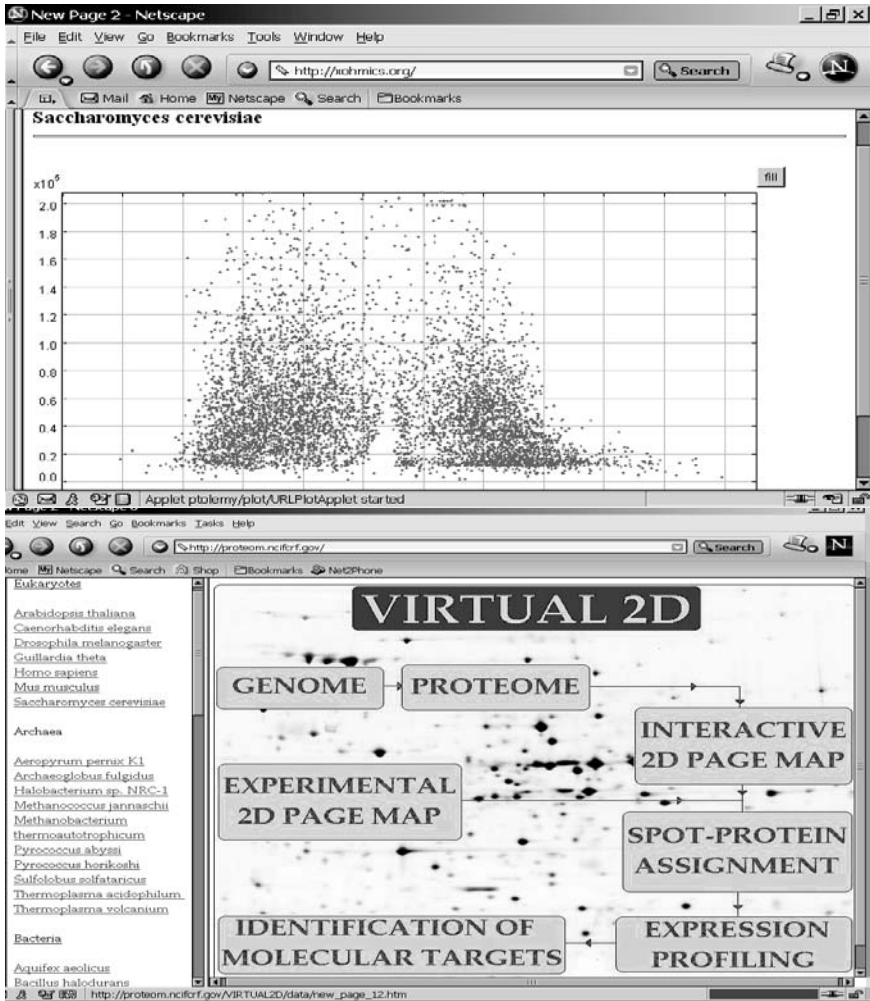 New Page 2 - Netscape
File Edit View Go Bookmarks Tools Window Help
http://xohmics.org/
Search
Mail Home Netscape Search Bookmarks
Saccharomyces cerevisiae
fill
x10⁵
2.0
1.8
1.6
1.4
1.2
1.0
0.8
0.6
0.4
0.2
0.0
Applet ptolemy/plot/URLPlotApplet started
Edit View Search Go Bookmarks Tasks Help
http://proteom.ncifcrf.gov/
Search
Netscape Search Shop Bookmarks Net2Phone
Eukaryotes
Arabidopsis thaliana
Caenorhabditis elegans
Drosophila melanogaster
Guillardia theta
Homo sapiens
Mus musculus
Saccharomyces cerevisiae
Archaea
Aeropyrum pernix K1
Archaeoglobus fulgidus
Halobacterium sp. NRC-1
Methanococcus jannaschii
Methanobacterium
thermoautotrophicum
Pyrococcus abyssi
Pyrococcus horikoshi
Sulfolobus solfataricus
Thermoplasma acidophilum
Thermoplasma volcanium
Bacteria
Aquifex aeolicus
Bacillus halodurans
VIRTUAL 2D
GENOME
PROTEOME
INTERACTIVE
2D PAGE MAP
EXPERIMENTAL
2D PAGE MAP
SPOT-PROTEIN
ASSIGNMENT
IDENTIFICATION OF
MOLECULAR TARGETS
EXPRESSION
PROFILING
http://proteom.ncifcrf.gov/VIRTUAL2D/data/new_page_12.htm